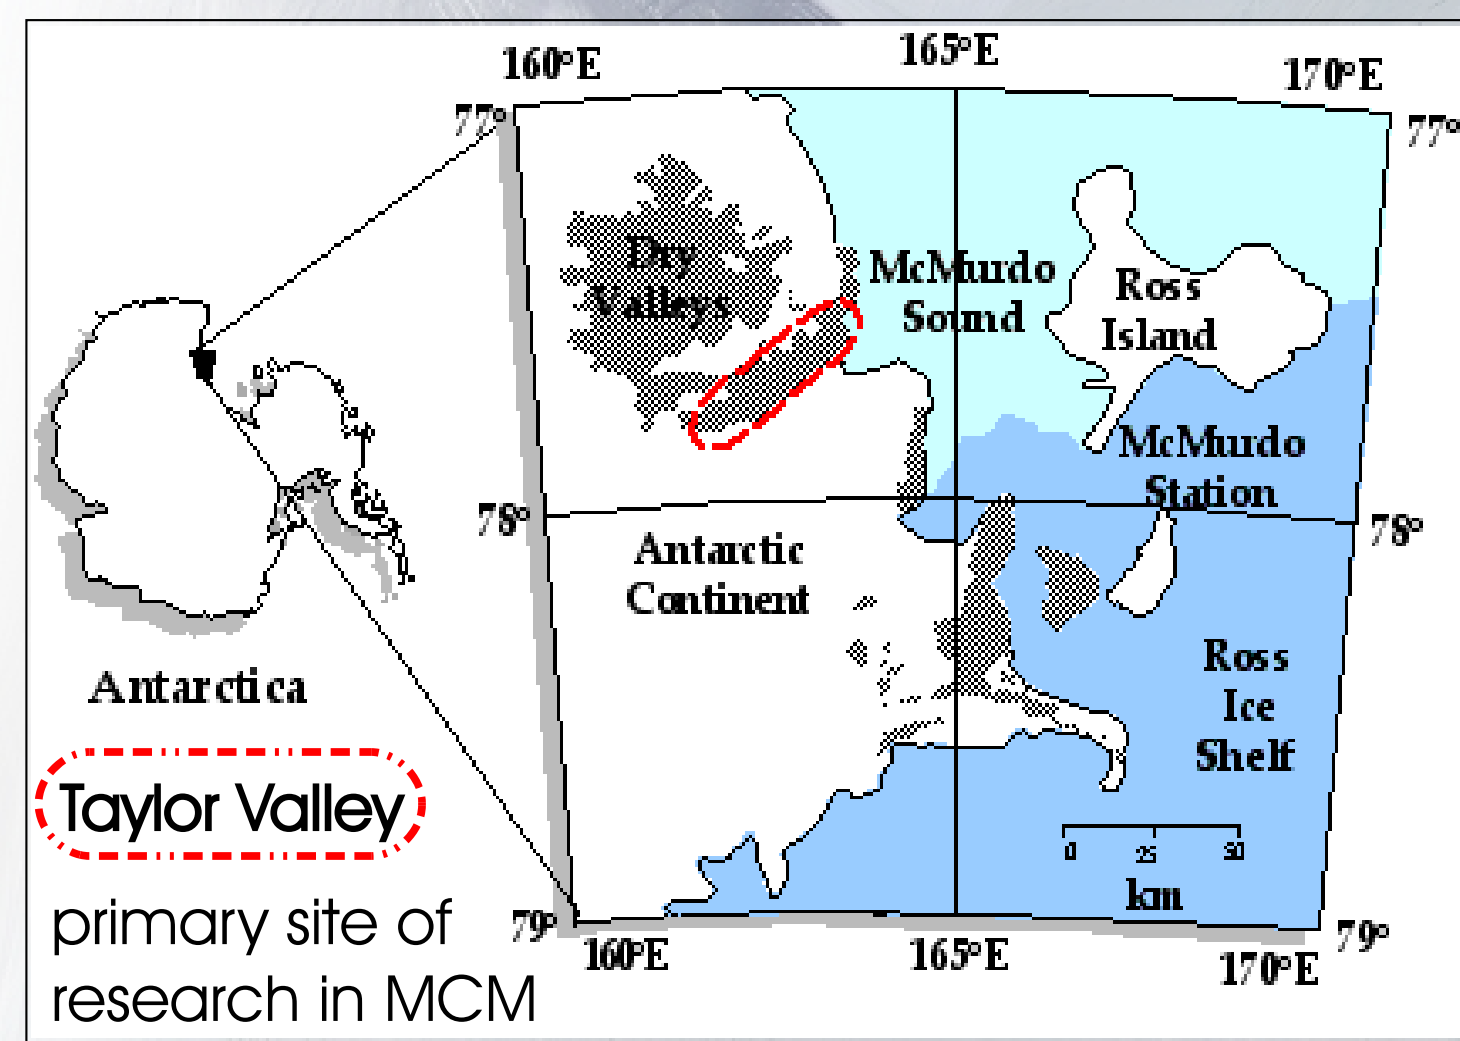 160°E
165°E
170°E
77°
77°
Dry
Valleys
McMurdo
Sound
Ross
Island
McMurdo
Station
78°
78°
Antarctic
Continent
Ross
Ice
Shelf
Antarctica
Taylor Valley
primary site of
research in MCM
0 25 50
km
79°
79°
160°E
165°E
170°E